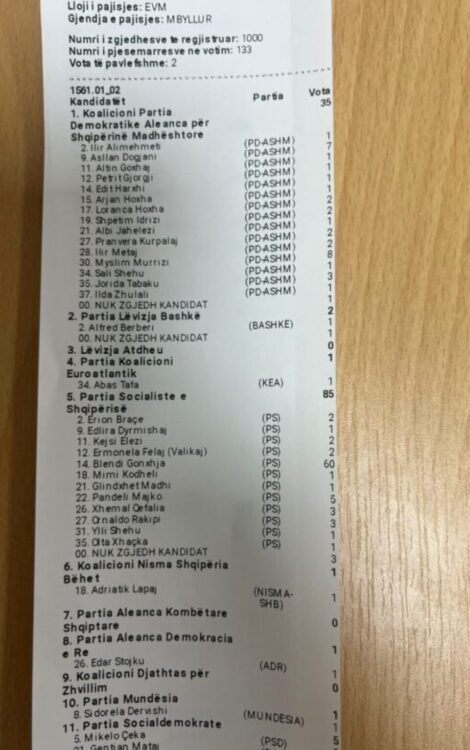 Lloji i pajisjes: EVM
Gjendja e pajisjes: MBYLLUR
Numri i zgjedhesve te regjistruar: 1000
Numri i pjesemarresve ne votim: 133
Vota të pavlefshme: 2
1561.01_02
Kandidatët Partia Vota
1. Koalicioni Partia 35
Demokratike Aleanca për
Shqipërinë Madhështore
2. Ilir Alimehmeti (PD-ASHM) 1
9. Asllan Dogjani (PD-ASHM) 7
11. Altin Goxhaj (PD-ASHM) 1
12. Petrit Gjorgji (PD-ASHM) 1
14. Edit Harxhi (PD-ASHM) 1
15. Arjan Hoxha (PD-ASHM) 1
17. Loranca Hoxha (PD-ASHM) 2
19. Shpetim Idrizi (PD-ASHM) 2
21. Albi Jahelezi (PD-ASHM) 1
27. Pranvera Kurpalaj (PD-ASHM) 2
28. Ilir Metaj (PD-ASHM) 2
30. Myslim Murrizi (PD-ASHM) 8
34. Sali Shehu (PD-ASHM) 1
35. Jorida Tabaku (PD-ASHM) 3
37. Ilda Zhulali (PD-ASHM) 1
00. NUK ZGJEDH KANDIDAT 1
2. Partia Lëvizja Bashkë 2
2. Alfred Berberi (BASHKE) 1
00. NUK ZGJEDH KANDIDAT 1
3. Lëvizja Atdheu 0
4. Partia Koalicioni 1
Euroatlantik
34. Abas Tafa (KEA) 1
5. Partia Socialiste e 85
Shqipërisë
2. Erion Braçe (PS) 2
9. Edlira Dyrmishaj (PS) 1
11. Kejsi Elezi (PS) 2
12. Ermonela Felaj (Valikaj) (PS) 2
14. Blendi Gonxhja (PS) 60
18. Mimi Kodheli (PS) 1
21. Glindxhet Madhi (PS) 1
22. Pandeli Majko (PS) 5
26. Xhemal Qefalia (PS) 3
27. Ornaldo Rakipi (PS) 3
31. Ylli Shehu (PS) 1
35. Olta Xhaçka (PS) 1
00. NUK ZGJEDH KANDIDAT 3
6. Koalicioni Nisma Shqipëria 1
Bëhet
18. Adriatik Lapaj (NISMA- 1
SHB)
7. Partia Aleanca Kombëtare 0
Shqiptare
8. Partia Aleanca Demokracia 1
e Re
26. Edar Stojku (ADR) 1
9. Koalicioni Djathtas për 0
Zhvillim
10. Partia Mundësia 1
8. Sidorela Dervishi (MUNDESIA) 1
11. Partia Socialdemokrate 5
5. Mikelo Çeka (PSD)
21. Gentian Mataj